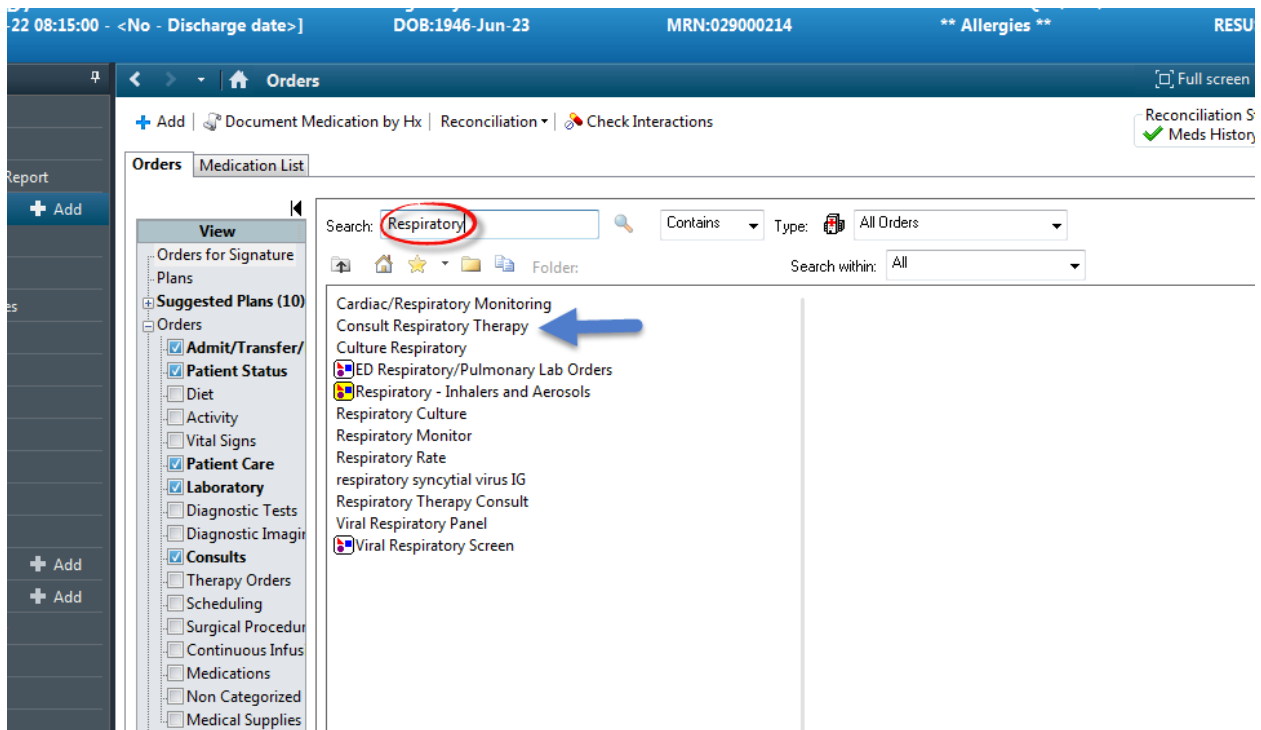 -22 08:15:00 - <No - Discharge date>] DOB:1946-Jun-23 MRN:029000214 ** Allergies ** RESU
Orders Full screen
Add Document Medication by Hx Reconciliation Check Interactions
Reconciliation S
Meds History
Orders Medication List
Report
Add
View
Orders for Signature
Plans
Suggested Plans (10)
Orders
Admit/Transfer/
Patient Status
Diet
Activity
Vital Signs
Patient Care
Laboratory
Diagnostic Tests
Diagnostic Imagin
Consults
Therapy Orders
Scheduling
Surgical Procedur
Continuous Infus
Medications
Non Categorized
Medical Supplies
es
Add
Add
Search: Respiratory Contains Type: All Orders
Folder: Search within: All
Cardiac/Respiratory Monitoring
Consult Respiratory Therapy
Culture Respiratory
ED Respiratory/Pulmonary Lab Orders
Respiratory - Inhalers and Aerosols
Respiratory Culture
Respiratory Monitor
Respiratory Rate
respiratory syncytial virus IG
Respiratory Therapy Consult
Viral Respiratory Panel
Viral Respiratory Screen